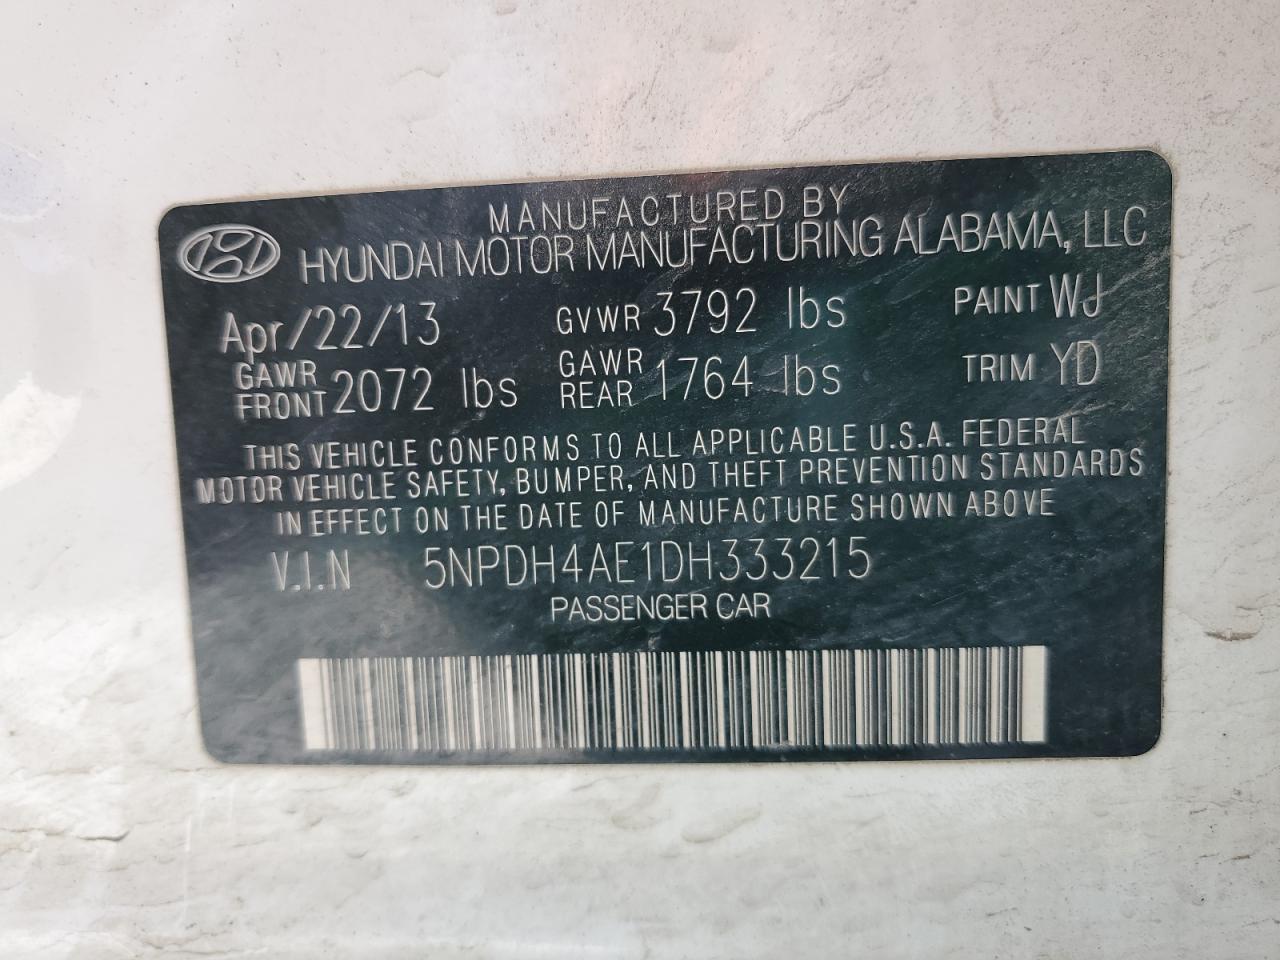 MANUFACTURED BY
HYUNDAI MOTOR MANUFACTURING ALABAMA, LLC
Apr/22/13 GVWR 3792 lbs PAINT WJ
GAWR FRONT 2072 lbs GAWR REAR 1764 lbs TRIM YD
THIS VEHICLE CONFORMS TO ALL APPLICABLE U.S.A. FEDERAL
MOTOR VEHICLE SAFETY, BUMPER, AND THEFT PREVENTION STANDARDS
IN EFFECT ON THE DATE OF MANUFACTURE SHOWN ABOVE
V.I.N 5NPDH4AE1DH333215
PASSENGER CAR